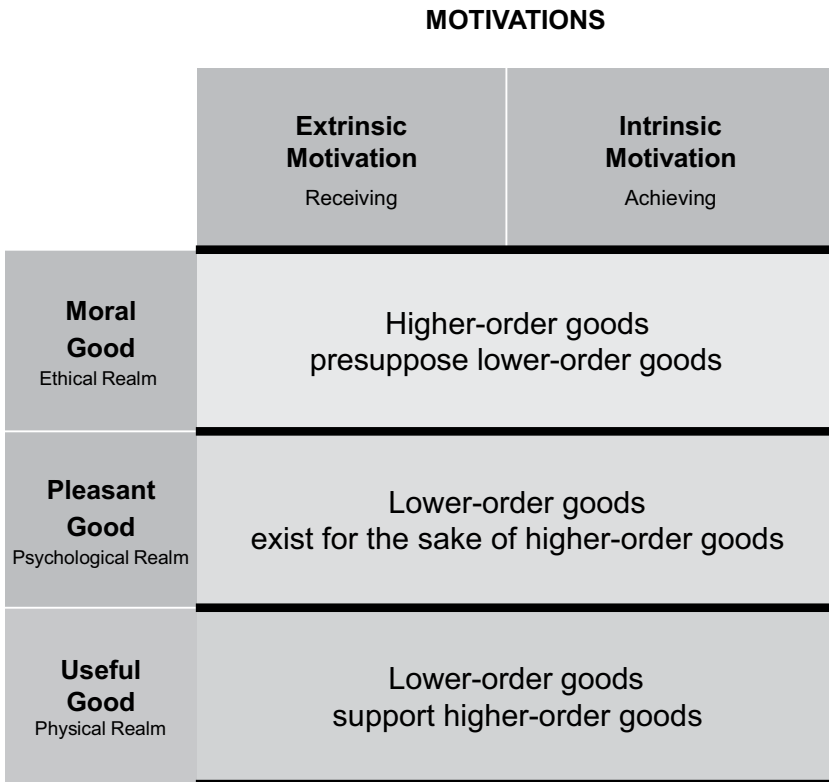 MOTIVATIONS
Extrinsic
Motivation
Receiving
Intrinsic
Motivation
Achieving
Moral
Good
Ethical Realm
Higher-order goods
presuppose lower-order goods
Pleasant
Good
Psychological Realm
Lower-order goods
exist for the sake of higher-order goods
Useful
Good
Physical Realm
Lower-order goods
support higher-order goods